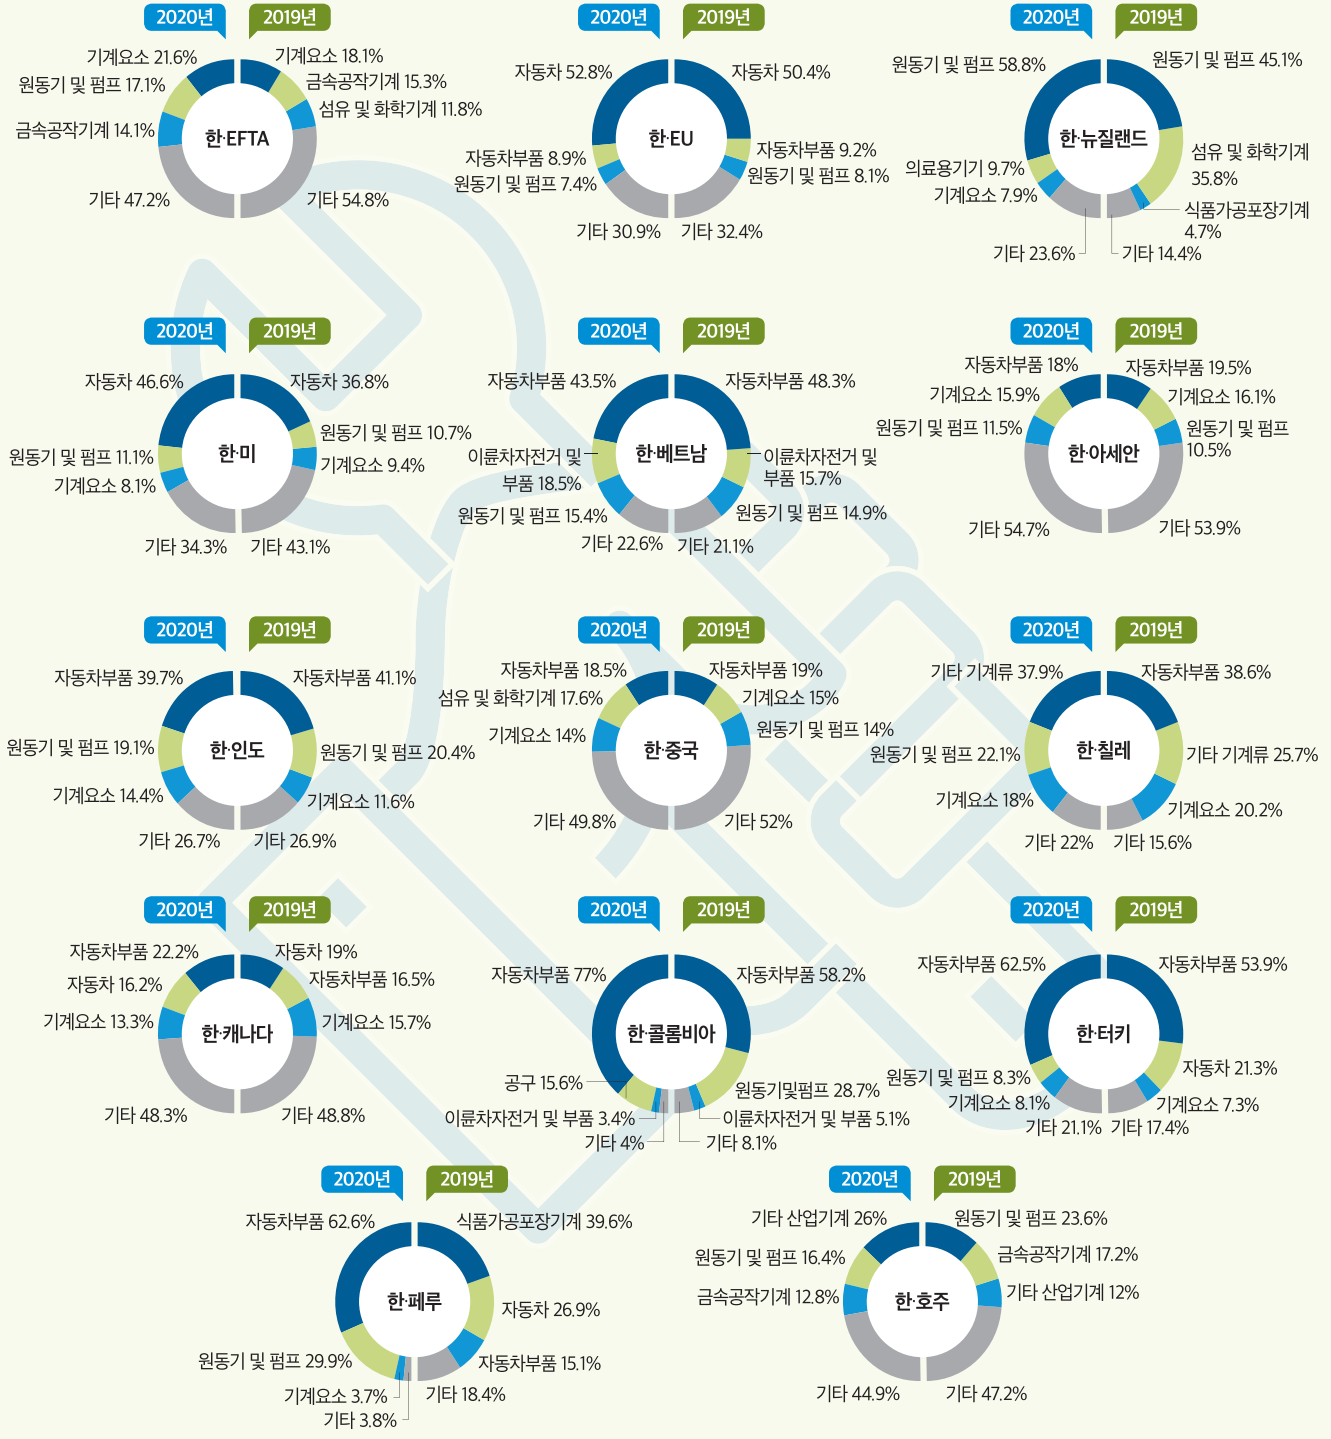 2020년 2019년
기계요소 21.6%
원동기 및 펌프 17.1%
금속공작기계 14.1%
기타 47.2%
한·EFTA
기계요소 18.1%
금속공작기계 15.3%
섬유 및 화학기계 11.8%
기타 54.8%
2020년 2019년
자동차 52.8%
자동차부품 8.9%
원동기 및 펌프 7.4%
기타 30.9%
한·EU
자동차 50.4%
자동차부품 9.2%
원동기 및 펌프 8.1%
기타 32.4%
2020년 2019년
원동기 및 펌프 58.8%
의료용기기 9.7%
기계요소 7.9%
기타 23.6%
한·뉴질랜드
원동기 및 펌프 45.1%
섬유 및 화학기계
35.8%
식품가공포장기계
4.7%
기타 14.4%
2020년 2019년
자동차 46.6%
원동기 및 펌프 11.1%
기계요소 8.1%
기타 34.3%
한·미
자동차 36.8%
원동기 및 펌프 10.7%
기계요소 9.4%
기타 43.1%
2020년 2019년
자동차부품 43.5%
이륜차자전거 및
부품 18.5%
원동기 및 펌프 15.4%
기타 22.6%
한·베트남
자동차부품 48.3%
이륜차자전거 및
부품 15.7%
원동기 및 펌프 14.9%
기타 21.1%
2020년 2019년
자동차부품 18%
기계요소 15.9%
원동기 및 펌프 11.5%
기타 54.7%
한·아세안
자동차부품 19.5%
기계요소 16.1%
원동기 및 펌프
10.5%
기타 53.9%
2020년 2019년
자동차부품 39.7%
원동기 및 펌프 19.1%
기계요소 14.4%
기타 26.7%
한·인도
자동차부품 41.1%
원동기 및 펌프 20.4%
기계요소 11.6%
기타 26.9%
2020년 2019년
자동차부품 18.5%
섬유 및 화학기계 17.6%
기계요소 14%
기타 49.8%
한·중국
자동차부품 19%
기계요소 15%
원동기 및 펌프 14%
기타 52%
2020년 2019년
기타 기계류 37.9%
원동기 및 펌프 22.1%
기계요소 18%
기타 22%
한·칠레
자동차부품 38.6%
기타 기계류 25.7%
기계요소 20.2%
기타 15.6%
2020년 2019년
자동차부품 22.2%
자동차 16.2%
기계요소 13.3%
기타 48.3%
한·캐나다
자동차 19%
자동차부품 16.5%
기계요소 15.7%
기타 48.8%
2020년 2019년
자동차부품 77%
공구 15.6%
이륜차자전거 및 부품 3.4%
기타 4%
한·콜롬비아
자동차부품 58.2%
원동기및펌프 28.7%
이륜차자전거 및 부품 5.1%
기타 8.1%
2020년 2019년
자동차부품 62.5%
원동기 및 펌프 8.3%
기계요소 8.1%
기타 21.1%
한·터키
자동차부품 53.9%
자동차 21.3%
기계요소 7.3%
기타 17.4%
2020년 2019년
자동차부품 62.6%
원동기 및 펌프 29.9%
기계요소 3.7%
기타 3.8%
한·페루
식품가공포장기계 39.6%
자동차 26.9%
자동차부품 15.1%
기타 18.4%
2020년 2019년
기타 산업기계 26%
원동기 및 펌프 16.4%
금속공작기계 12.8%
기타 44.9%
한·호주
원동기 및 펌프 23.6%
금속공작기계 17.2%
기타 산업기계 12%
기타 47.2%